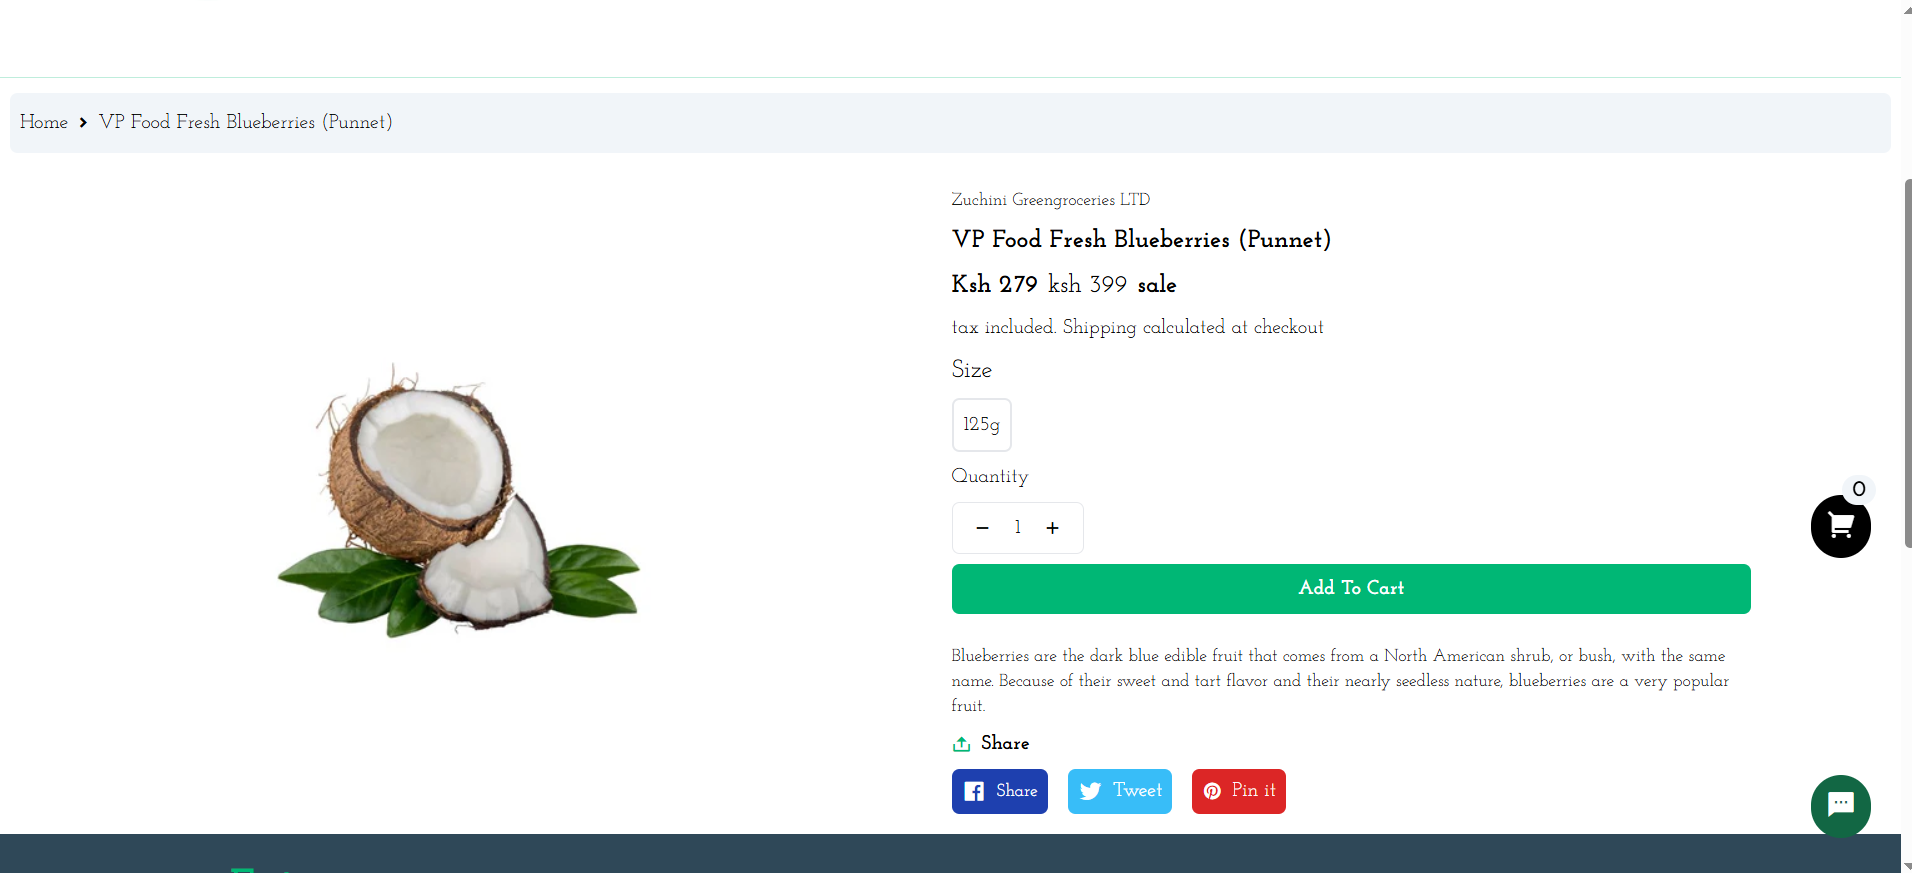 Home > VP Food Fresh Blueberries (Punnet)
Zuchini Greengroceries LTD
VP Food Fresh Blueberries (Punnet)
Ksh 279 ksh 399 sale
tax included. Shipping calculated at checkout
Size
125g
Quantity
− 1 +
0
Add To Cart
Blueberries are the dark blue edible fruit that comes from a North American shrub, or bush, with the same
name. Because of their sweet and tart flavor and their nearly seedless nature, blueberries are a very popular
fruit.
Share
Share Tweet Pin it